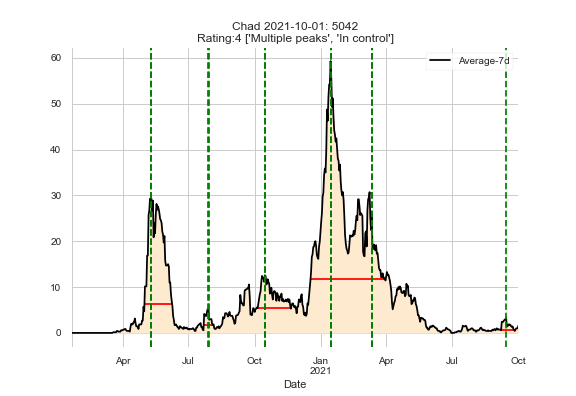 Chad 2021-10-01: 5042
Rating:4 ['Multiple peaks', 'In control']
Average-7d
60
50
40
30
20
10
0
Apr
Jul
Oct
Jan
2021
Apr
Jul
Oct
Date